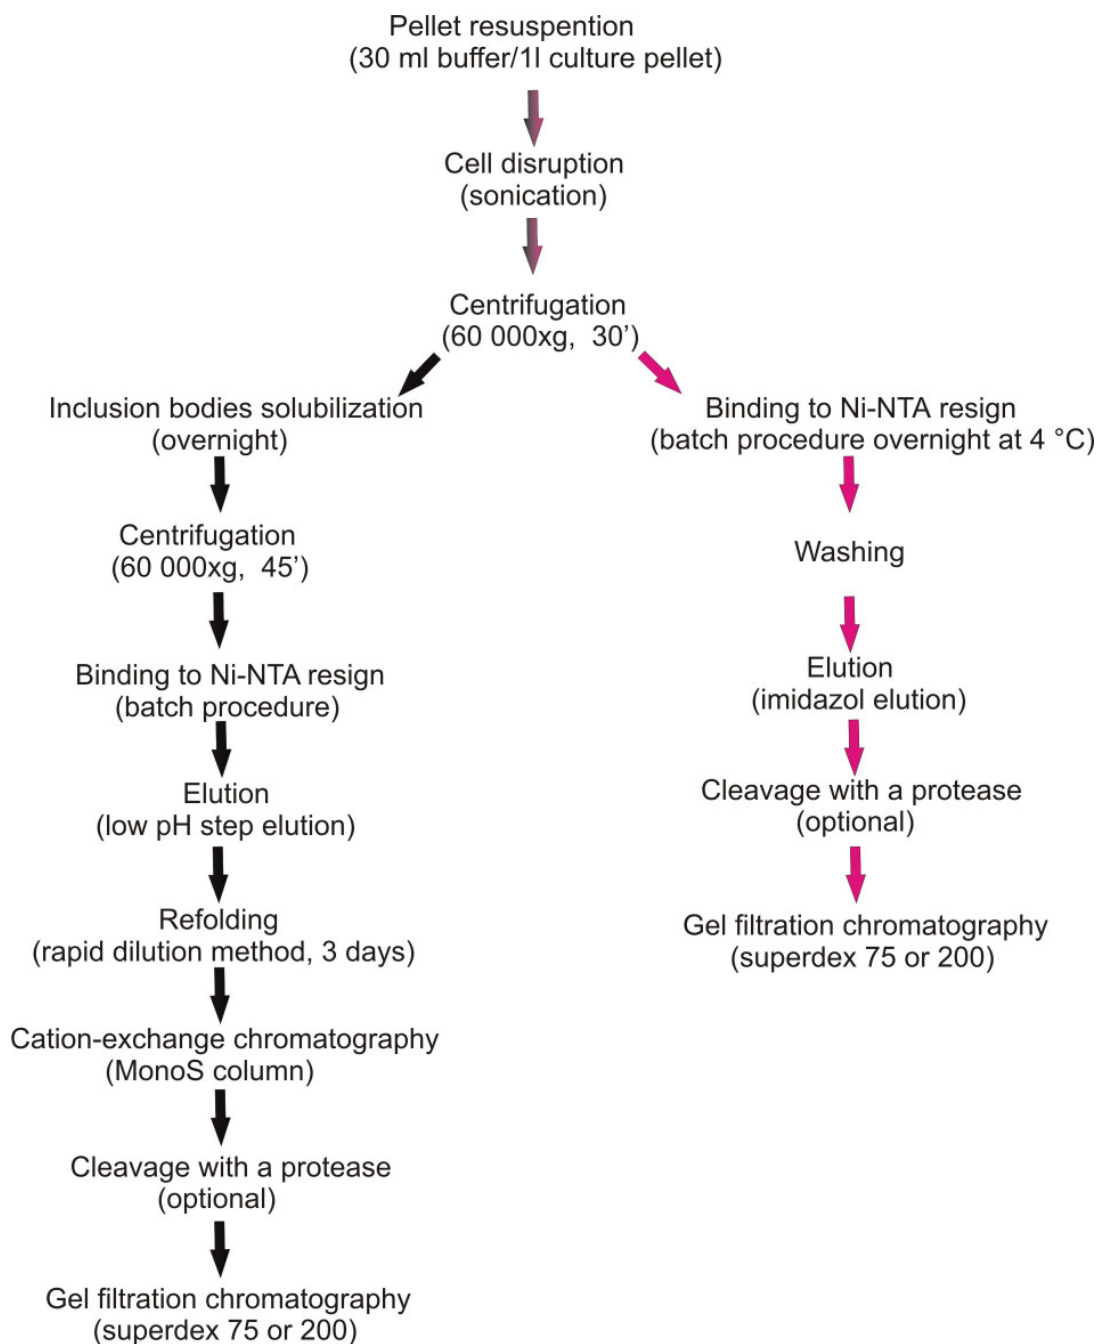 Pellet resuspention
(30 ml buffer/1l culture pellet)
Cell disruption
(sonication)
Centrifugation
(60 000xg, 30’)
Inclusion bodies solubilization
(overnight)
Centrifugation
(60 000xg, 45’)
Binding to Ni-NTA resign
(batch procedure)
Elution
(low pH step elution)
Refolding
(rapid dilution method, 3 days)
Cation-exchange chromatography
(MonoS column)
Cleavage with a protease
(optional)
Gel filtration chromatography
(superdex 75 or 200)
Binding to Ni-NTA resign
(batch procedure overnight at 4 °C)
Washing
Elution
(imidazol elution)
Cleavage with a protease
(optional)
Gel filtration chromatography
(superdex 75 or 200)